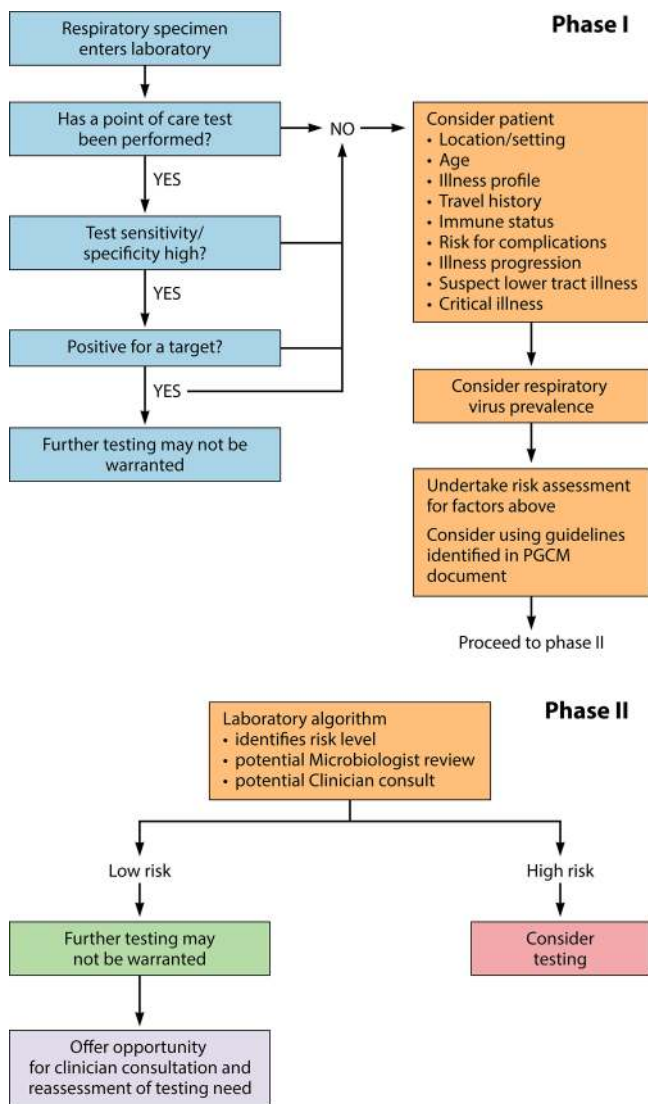 Phase I
Respiratory specimen
enters laboratory
Has a point of care test
been performed?
NO
YES
Test sensitivity/
specificity high?
YES
Positive for a target?
YES
Further testing may not be
warranted
Consider patient
• Location/setting
• Age
• Illness profile
• Travel history
• Immune status
• Risk for complications
• Illness progression
• Suspect lower tract illness
• Critical illness
Consider respiratory
virus prevalence
Undertake risk assessment
for factors above
Consider using guidelines
identified in PGCM
document
Proceed to phase II
Phase II
Laboratory algorithm
• identifies risk level
• potential Microbiologist review
• potential Clinician consult
Low risk
High risk
Further testing may
not be warranted
Consider
testing
Offer opportunity
for clinician consultation and
reassessment of testing need